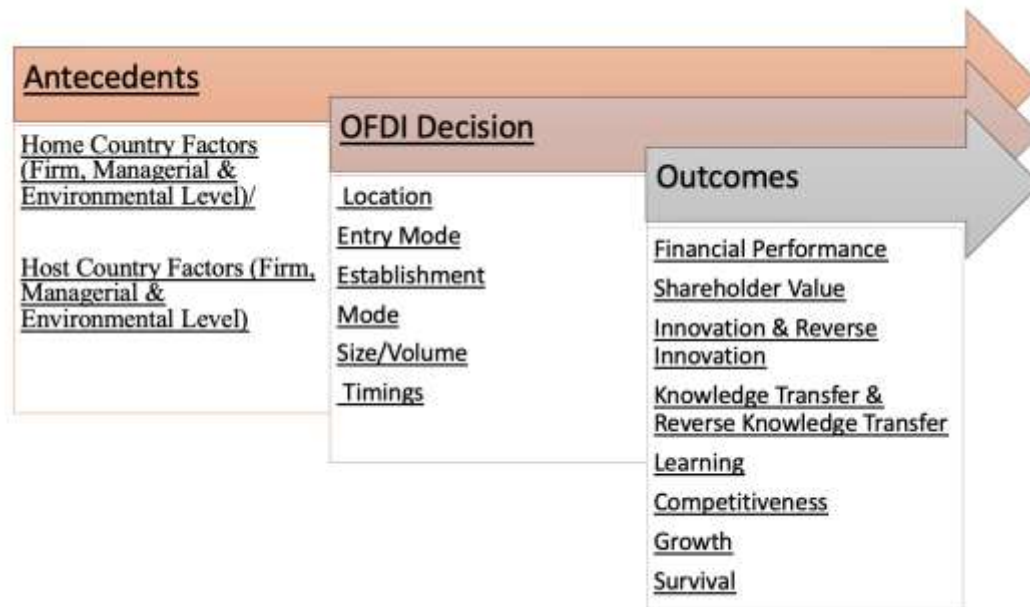 Antecedents
Home Country Factors
(Firm, Managerial &
Environmental Level)/
Host Country Factors (Firm,
Managerial &
Environmental Level)
OFDI Decision
Location
Entry Mode
Establishment
Mode
Size/Volume
Timings
Outcomes
Financial Performance
Shareholder Value
Innovation & Reverse
Innovation
Knowledge Transfer &
Reverse Knowledge Transfer
Learning
Competitiveness
Growth
Survival